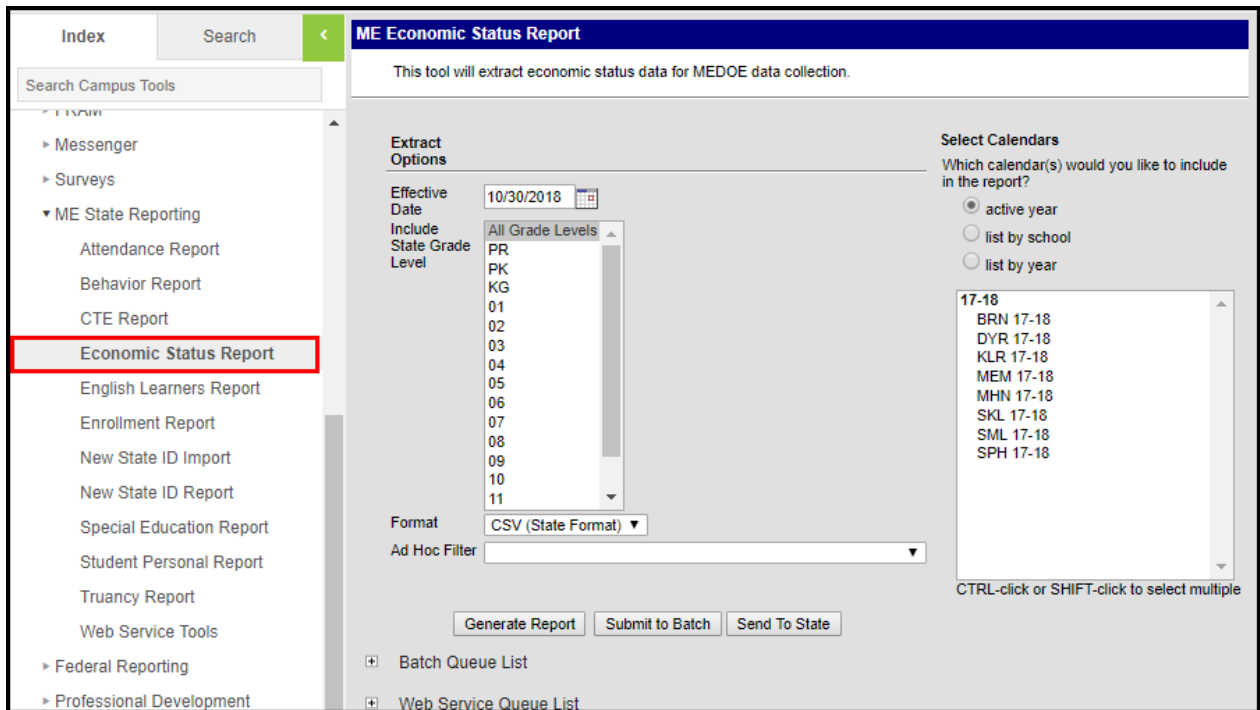 Index
Search
<
Search Campus Tools
FRAM
Messenger
Surveys
ME State Reporting
Attendance Report
Behavior Report
CTE Report
Economic Status Report
English Learners Report
Enrollment Report
New State ID Import
New State ID Report
Special Education Report
Student Personal Report
Truancy Report
Web Service Tools
Federal Reporting
Professional Development
ME Economic Status Report
This tool will extract economic status data for MEDOE data collection.
Extract
Options
Effective
Date
10/30/2018
Include
State Grade
Level
All Grade Levels
PR
PK
KG
01
02
03
04
05
06
07
08
09
10
11
Format
CSV (State Format)
Ad Hoc Filter
Select Calendars
Which calendar(s) would you like to include
in the report?
active year
list by school
list by year
17-18
BRN 17-18
DYR 17-18
KLR 17-18
MEM 17-18
MHN 17-18
SKL 17-18
SML 17-18
SPH 17-18
CTRL-click or SHIFT-click to select multiple
Generate Report
Submit to Batch
Send To State
Batch Queue List
Web Service Queue List